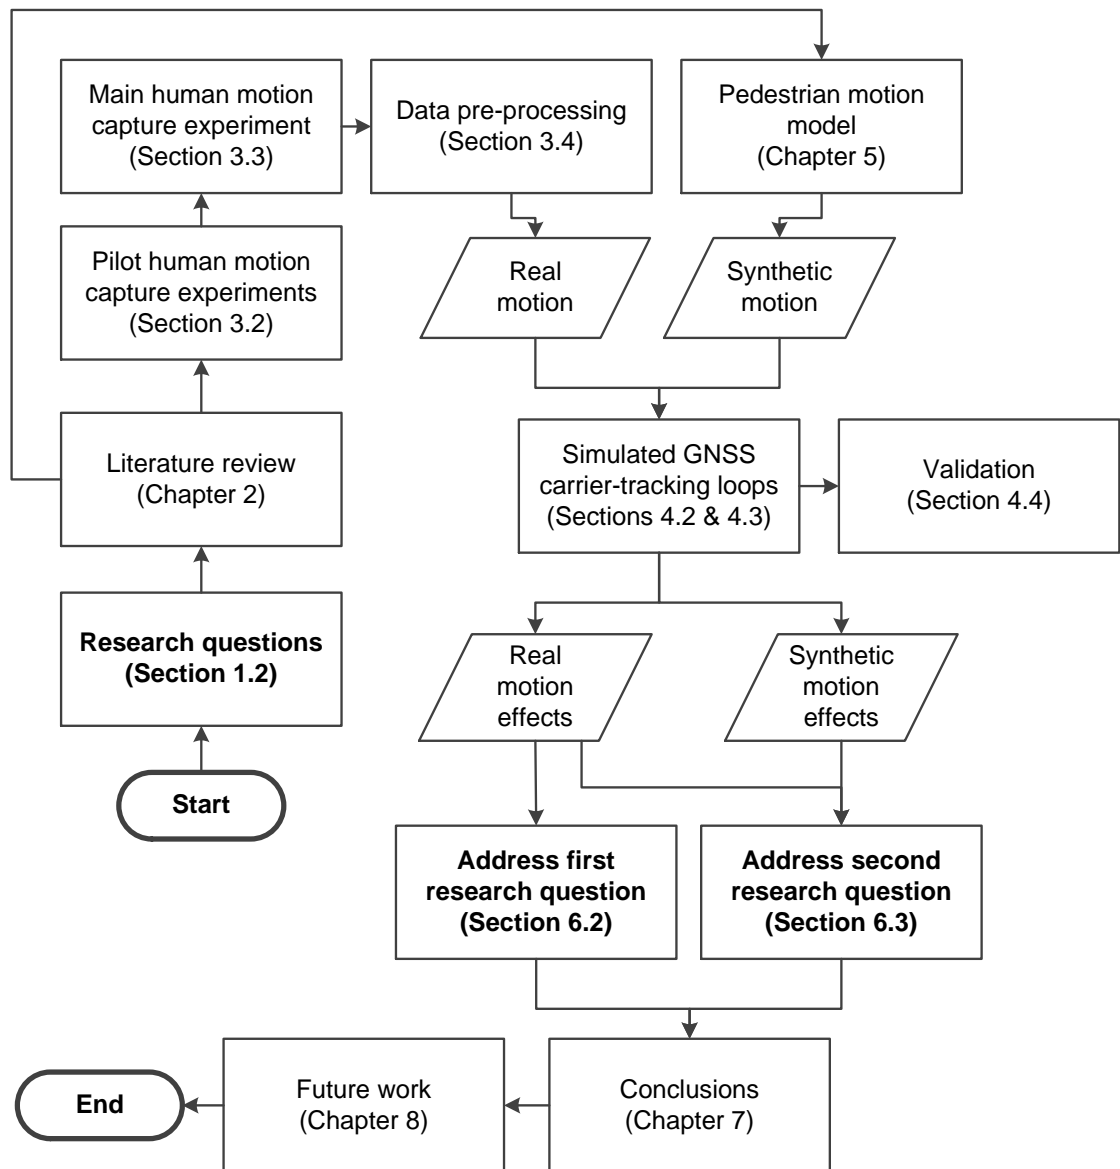 Main human motion
capture experiment
(Section 3.3)
Data pre-processing
(Section 3.4)
Pedestrian motion
model
(Chapter 5)
Pilot human motion
capture experiments
(Section 3.2)
Real
motion
Synthetic
motion
Literature review
(Chapter 2)
Simulated GNSS
carrier-tracking loops
(Sections 4.2 & 4.3)
Validation
(Section 4.4)
Research questions
(Section 1.2)
Real
motion
effects
Synthetic
motion
effects
Start
Address first
research question
(Section 6.2)
Address second
research question
(Section 6.3)
End
Future work
(Chapter 8)
Conclusions
(Chapter 7)